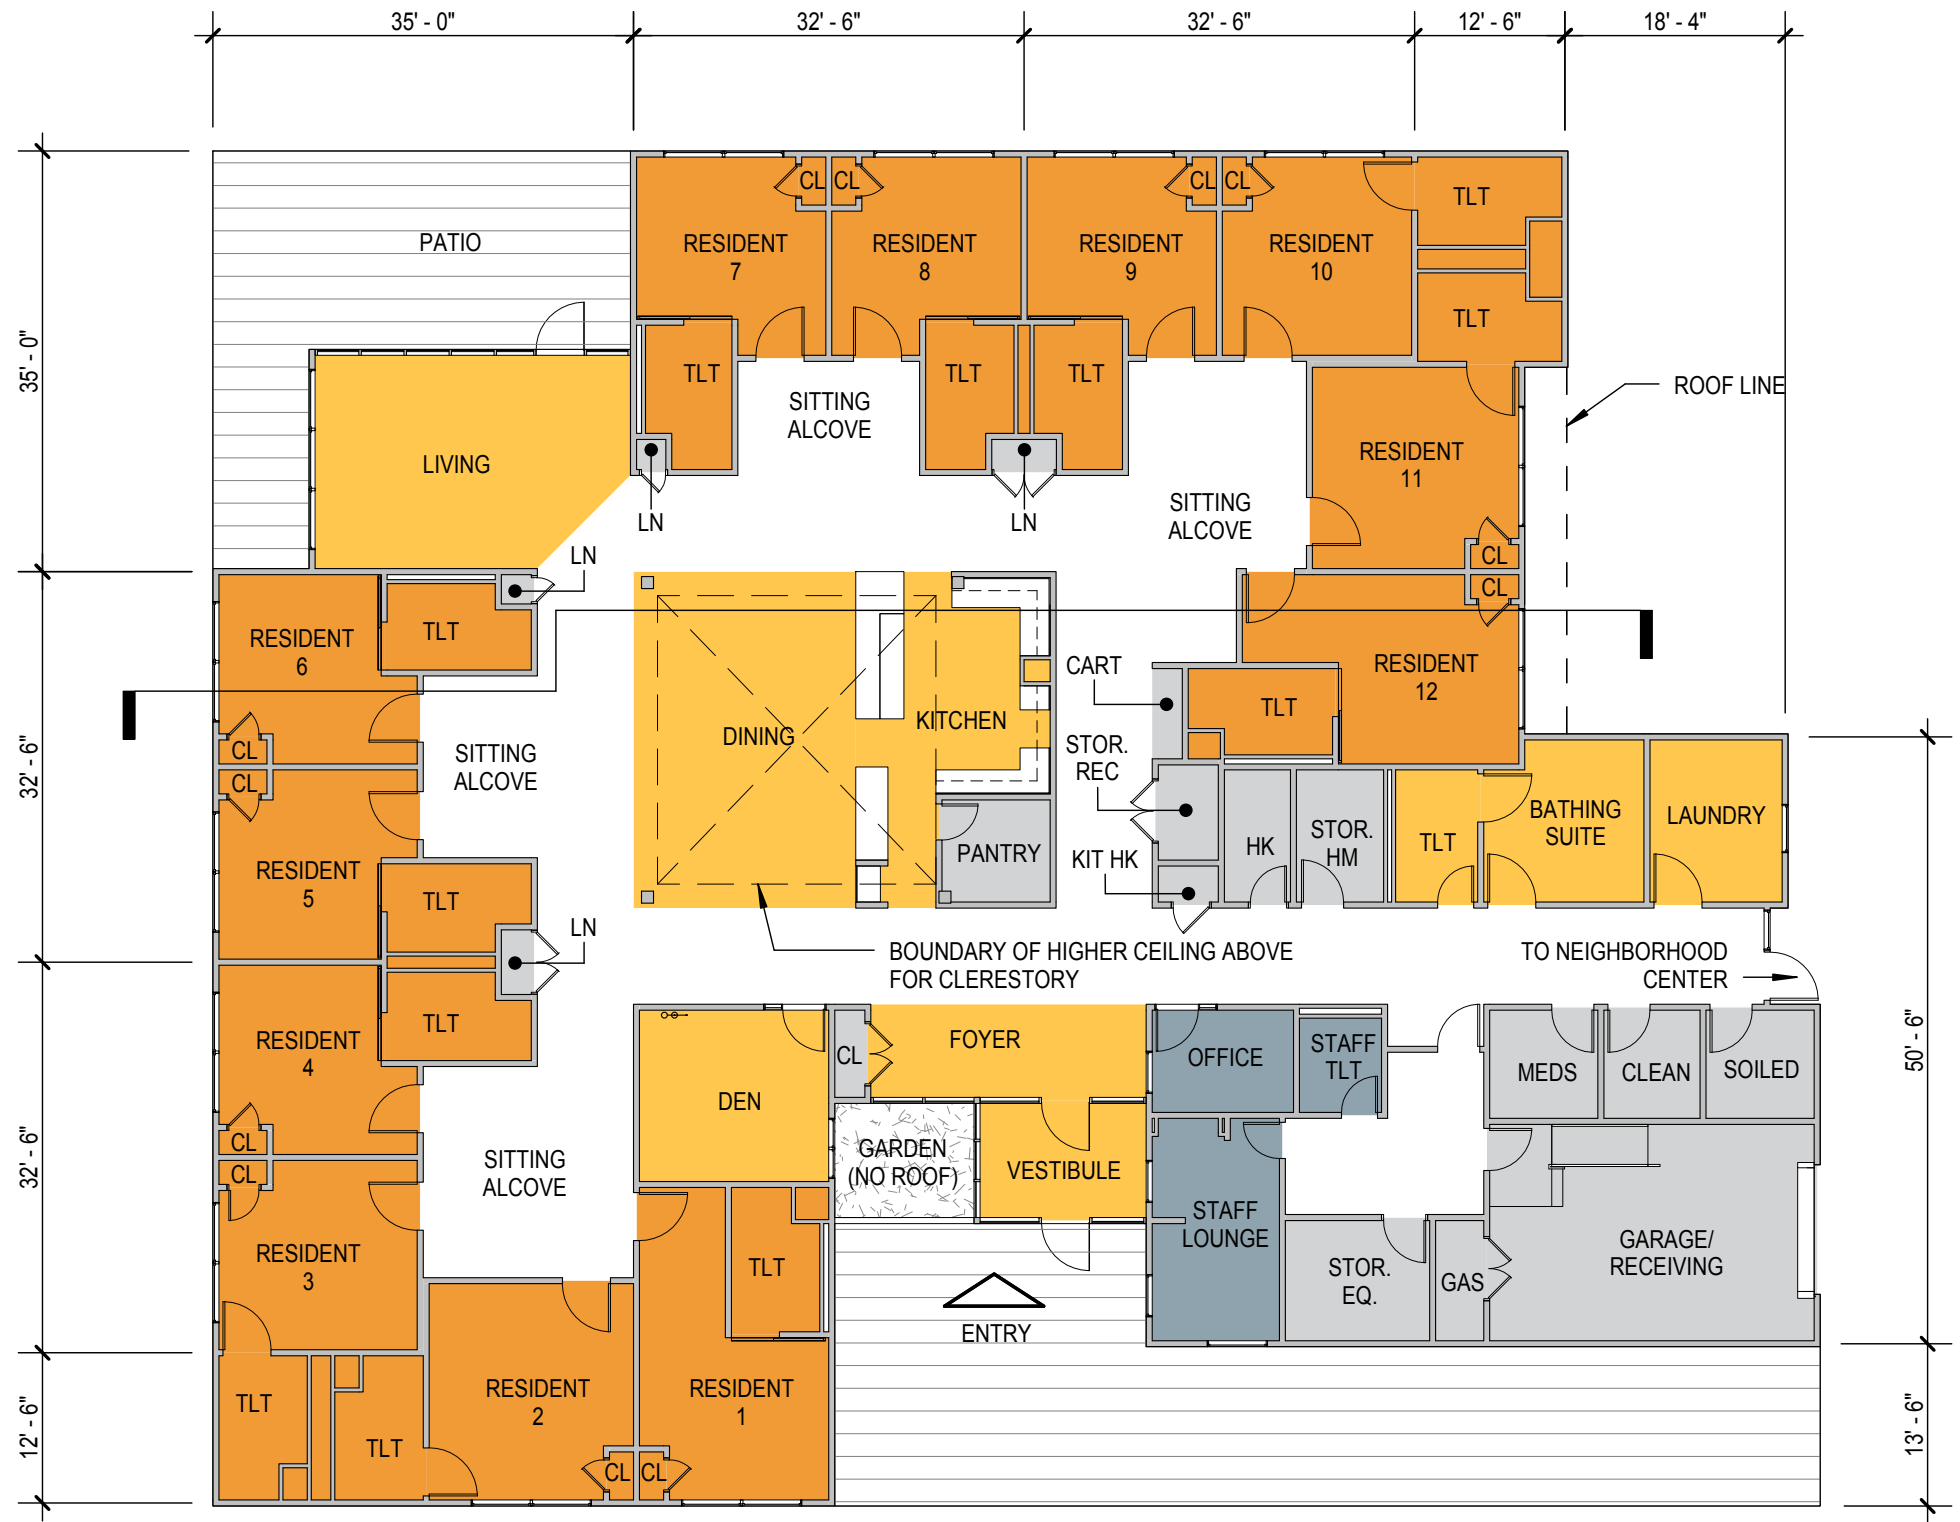 35' - 0"
32' - 6"
32' - 6"
12' - 6"
18' - 4"
35' - 0"
32' - 6"
32' - 6"
12' - 6"
50' - 6"
13' - 6"
PATIO
RESIDENT
7
CL
CL
RESIDENT
8
RESIDENT
9
CL
CL
RESIDENT
10
TLT
TLT
TLT
TLT
TLT
SITTING
ALCOVE
ROOF LINE
LIVING
LN
LN
LN
SITTING
ALCOVE
RESIDENT
11
CL
CL
RESIDENT
6
TLT
CL
CL
SITTING
ALCOVE
DINING
KITCHEN
CART
TLT
RESIDENT
12
STOR.
REC
KIT HK
PANTRY
HK
STOR.
HM
TLT
BATHING
SUITE
LAUNDRY
RESIDENT
5
TLT
LN
BOUNDARY OF HIGHER CEILING ABOVE
FOR CLERESTORY
TO NEIGHBORHOOD
CENTER
RESIDENT
4
TLT
CL
CL
SITTING
ALCOVE
DEN
CL
FOYER
OFFICE
STAFF
TLT
MEDS
CLEAN
SOILED
GARDEN
(NO ROOF)
VESTIBULE
STAFF
LOUNGE
RESIDENT
3
TLT
STOR.
EQ.
GAS
GARAGE/
RECEIVING
ENTRY
TLT
TLT
RESIDENT
2
CL
CL
RESIDENT
1